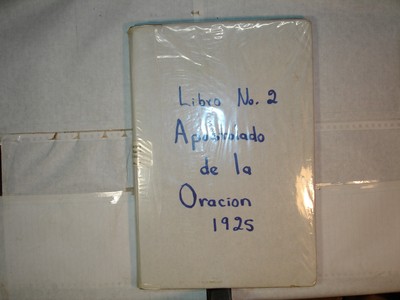 Libro No. 2
Apostolado
de la
Oracion
1925